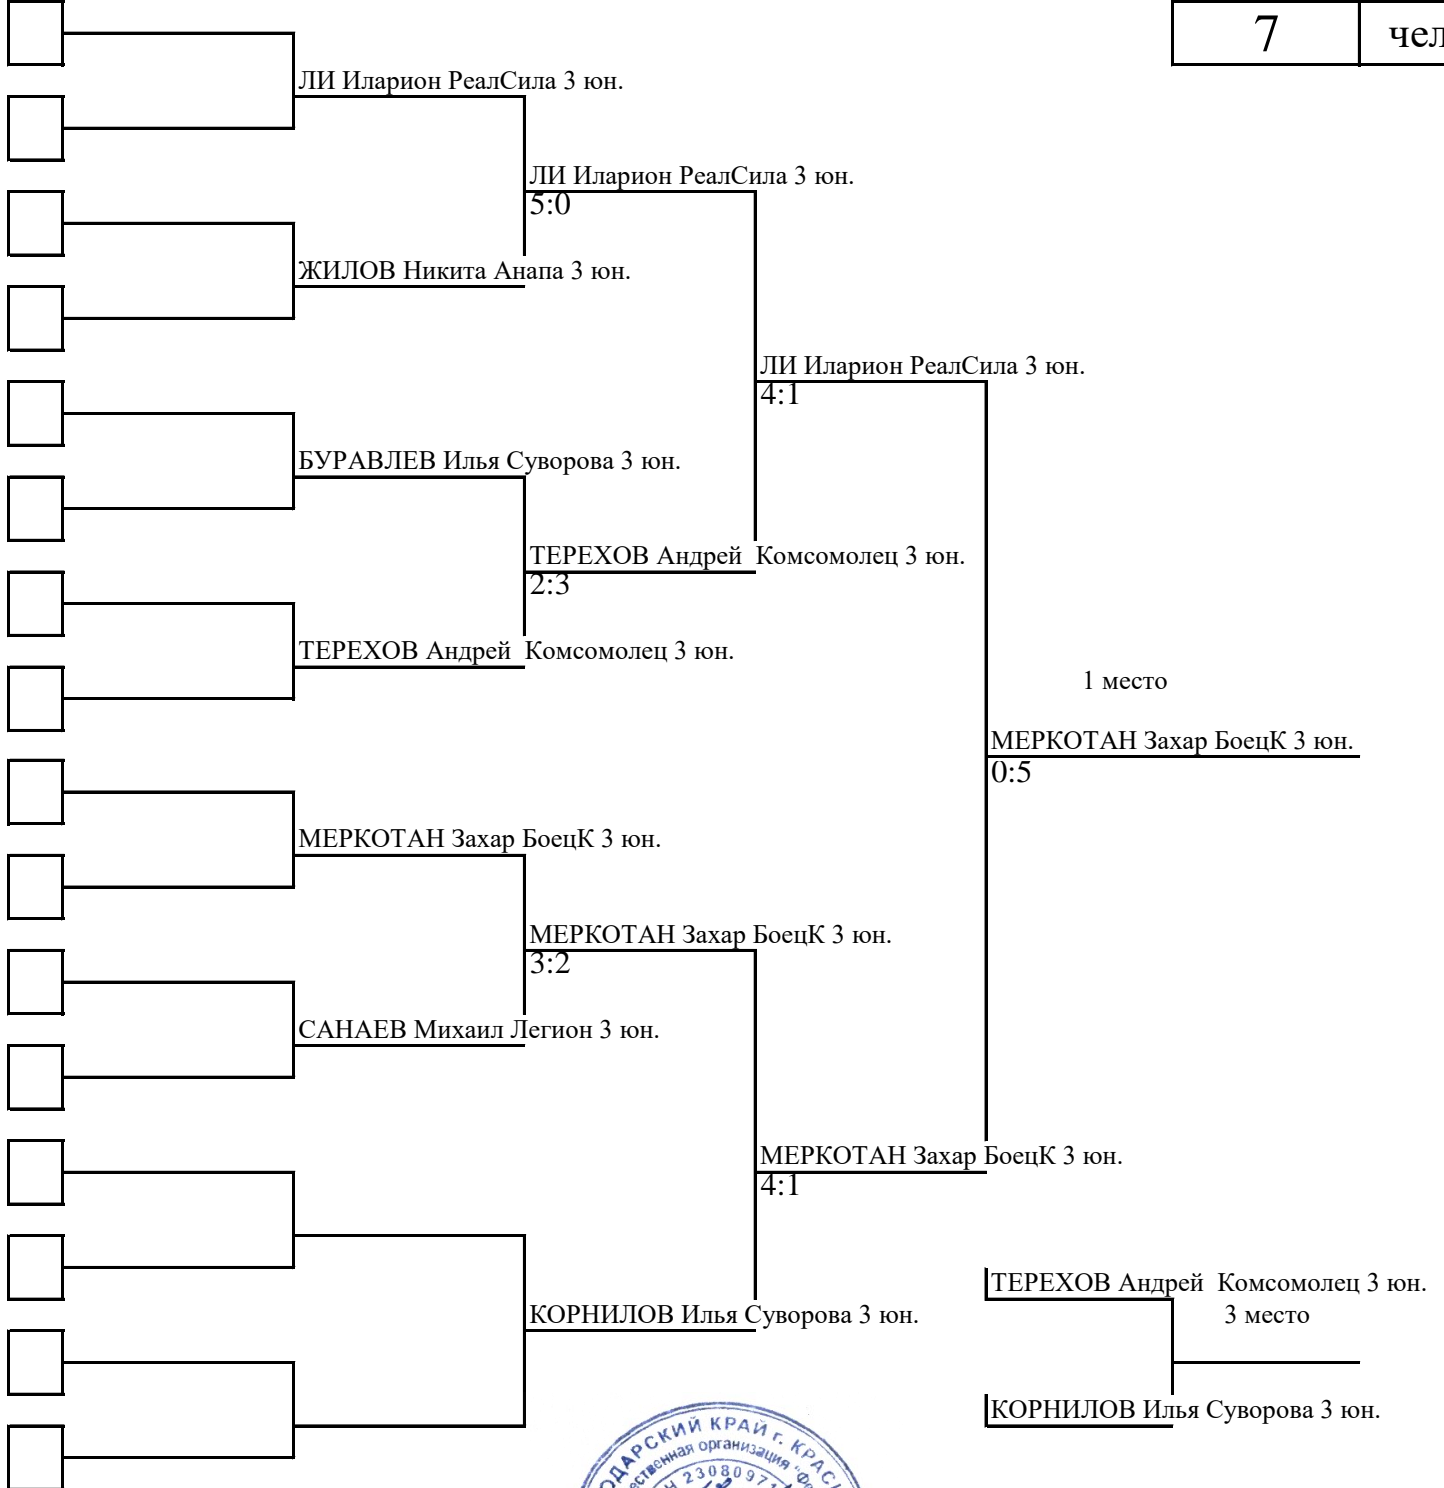 7 чел
ЛИ Иларион РеалСила 3 юн.
ЛИ Иларион РеалСила 3 юн.
5:0
ЖИЛОВ Никита Анапа 3 юн.
ЛИ Иларион РеалСила 3 юн.
4:1
БУРАВЛЕВ Илья Суворова 3 юн.
ТЕРЕХОВ Андрей Комсомолец 3 юн.
2:3
ТЕРЕХОВ Андрей Комсомолец 3 юн.
1 место
МЕРКОТАН Захар БоецК 3 юн.
0:5
МЕРКОТАН Захар БоецК 3 юн.
МЕРКОТАН Захар БоецК 3 юн.
3:2
САНАЕВ Михаил Легион 3 юн.
МЕРКОТАН Захар БоецК 3 юн.
4:1
ТЕРЕХОВ Андрей Комсомолец 3 юн.
3 место
КОРНИЛОВ Илья Суворова 3 юн.
КОРНИЛОВ Илья Суворова 3 юн.
КРАЙ г.
организация